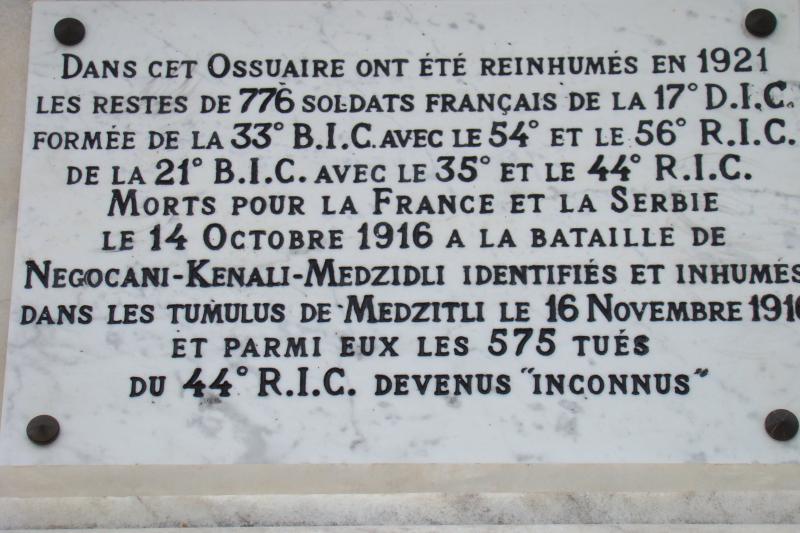 DANS CET OSSUAIRE ONT ÉTÉ REINHUMÉS EN 1921
LES RESTES DE 776 SOLDATS FRANÇAIS DE LA 17° D.I.C.
FORMÉE DE LA 33° B.I.C. AVEC LE 54° ET LE 56° R.I.C.
DE LA 21° B.I.C. AVEC LE 35° ET LE 44° R.I.C.
MORTS POUR LA FRANCE ET LA SERBIE
LE 14 OCTOBRE 1916 A LA BATAILLE DE
NEGOCANI-KENALI-MEDZIDLI IDENTIFIÉS ET INHUMÉS
DANS LES TUMULUS DE MEDZITLI LE 16 NOVEMBRE 1916
ET PARMI EUX LES 575 TUÉS
DU 44° R.I.C. DEVENUS "INCONNUS"